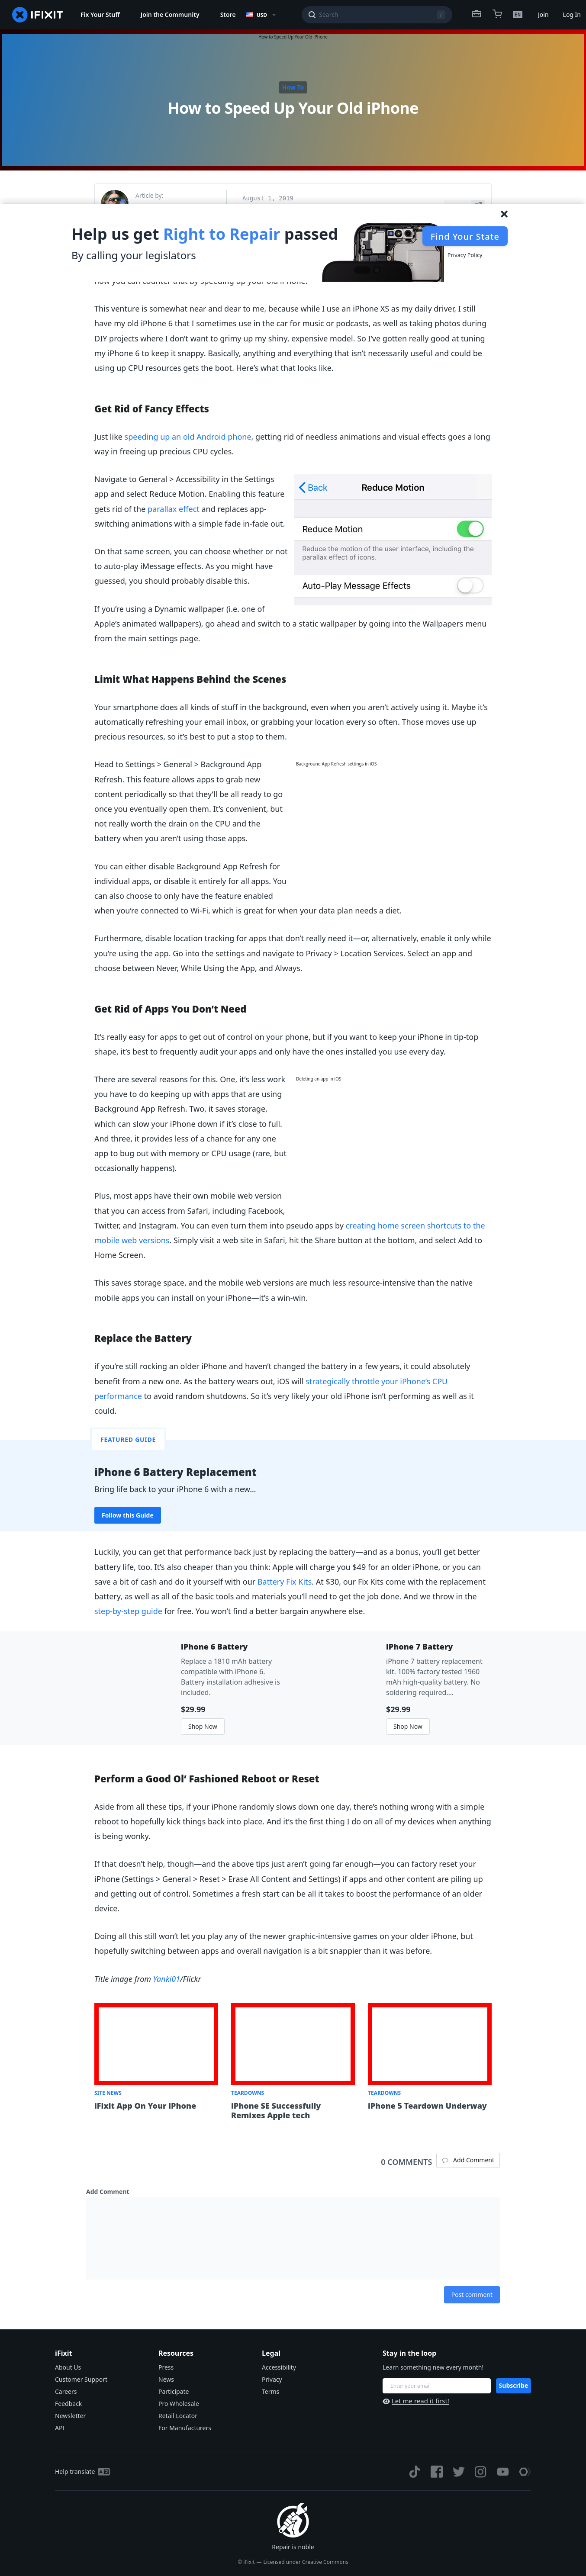 IFIXIT
Fix Your Stuff
Join the Community
Store
USD
Search
/
EN
Join
Log In
How to Speed Up Your Old iPhone
How To
How to Speed Up Your Old iPhone
Article by:
August 1, 2019
Help us get Right to Repair passed
By calling your legislators
Find Your State
Privacy Policy
how you can counter that by speeding up your old iPhone.
This venture is somewhat near and dear to me, because while I use an iPhone XS as my daily driver, I still
have my old iPhone 6 that I sometimes use in the car for music or podcasts, as well as taking photos during
DIY projects where I don't want to grimy up my shiny, expensive model. So I've gotten really good at tuning
my iPhone 6 to keep it snappy. Basically, anything and everything that isn't necessarily useful and could be
using up CPU resources gets the boot. Here's what that looks like.
Get Rid of Fancy Effects
Just like speeding up an old Android phone, getting rid of needless animations and visual effects goes a long
way in freeing up precious CPU cycles.
Navigate to General > Accessibility in the Settings
app and select Reduce Motion. Enabling this feature
gets rid of the parallax effect and replaces app-
switching animations with a simple fade in-fade out.
Back
Reduce Motion
Reduce Motion
Reduce the motion of the user interface, including the
parallax effect of icons.
Auto-Play Message Effects
On that same screen, you can choose whether or not
to auto-play iMessage effects. As you might have
guessed, you should probably disable this.
If you're using a Dynamic wallpaper (i.e. one of
Apple's animated wallpapers), go ahead and switch to a static wallpaper by going into the Wallpapers menu
from the main settings page.
Limit What Happens Behind the Scenes
Your smartphone does all kinds of stuff in the background, even when you aren't actively using it. Maybe it's
automatically refreshing your email inbox, or grabbing your location every so often. Those moves use up
precious resources, so it's best to put a stop to them.
Head to Settings > General > Background App
Refresh. This feature allows apps to grab new
content periodically so that they'll be all ready to go
once you eventually open them. It's convenient, but
not really worth the drain on the CPU and the
battery when you aren't using those apps.
Background App Refresh settings in iOS
You can either disable Background App Refresh for
individual apps, or disable it entirely for all apps. You
can also choose to only have the feature enabled
when you're connected to Wi-Fi, which is great for when your data plan needs a diet.
Furthermore, disable location tracking for apps that don't really need it—or, alternatively, enable it only while
you're using the app. Go into the settings and navigate to Privacy > Location Services. Select an app and
choose between Never, While Using the App, and Always.
Get Rid of Apps You Don't Need
It's really easy for apps to get out of control on your phone, but if you want to keep your iPhone in tip-top
shape, it's best to frequently audit your apps and only have the ones installed you use every day.
There are several reasons for this. One, it's less work
you have to do keeping up with apps that are using
Background App Refresh. Two, it saves storage,
which can slow your iPhone down if it's close to full.
And three, it provides less of a chance for any one
app to bug out with memory or CPU usage (rare, but
occasionally happens).
Deleting an app in iOS
Plus, most apps have their own mobile web version
that you can access from Safari, including Facebook,
Twitter, and Instagram. You can even turn them into pseudo apps by creating home screen shortcuts to the
mobile web versions. Simply visit a web site in Safari, hit the Share button at the bottom, and select Add to
Home Screen.
This saves storage space, and the mobile web versions are much less resource-intensive than the native
mobile apps you can install on your iPhone—it's a win-win.
Replace the Battery
if you're still rocking an older iPhone and haven't changed the battery in a few years, it could absolutely
benefit from a new one. As the battery wears out, iOS will strategically throttle your iPhone's CPU
performance to avoid random shutdowns. So it's very likely your old iPhone isn't performing as well as it
could.
FEATURED GUIDE
iPhone 6 Battery Replacement
Bring life back to your iPhone 6 with a new...
Follow this Guide
Luckily, you can get that performance back just by replacing the battery—and as a bonus, you'll get better
battery life, too. It's also cheaper than you think: Apple will charge you $49 for an older iPhone, or you can
save a bit of cash and do it yourself with our Battery Fix Kits. At $30, our Fix Kits come with the replacement
battery, as well as all of the basic tools and materials you'll need to get the job done. And we throw in the
step-by-step guide for free. You won't find a better bargain anywhere else.
iPhone 6 Battery
Replace a 1810 mAh battery
compatible with iPhone 6.
Battery installation adhesive is
included.
$29.99
Shop Now
iPhone 7 Battery
iPhone 7 battery replacement
kit. 100% factory tested 1960
mAh high-quality battery. No
soldering required....
$29.99
Shop Now
Perform a Good Ol' Fashioned Reboot or Reset
Aside from all these tips, if your iPhone randomly slows down one day, there's nothing wrong with a simple
reboot to hopefully kick things back into place. And it's the first thing I do on all of my devices when anything
is being wonky.
If that doesn't help, though—and the above tips just aren't going far enough—you can factory reset your
iPhone (Settings > General > Reset > Erase All Content and Settings) if apps and other content are piling up
and getting out of control. Sometimes a fresh start can be all it takes to boost the performance of an older
device.
Doing all this still won't let you play any of the newer graphic-intensive games on your older iPhone, but
hopefully switching between apps and overall navigation is a bit snappier than it was before.
Title image from Yanki01/Flickr
SITE NEWS
iFixit App On Your iPhone
TEARDOWNS
iPhone SE Successfully
Remixes Apple tech
TEARDOWNS
iPhone 5 Teardown Underway
0 COMMENTS
Add Comment
Add Comment
Post comment
iFixit
About Us
Customer Support
Careers
Feedback
Newsletter
API
Resources
Press
News
Participate
Pro Wholesale
Retail Locator
For Manufacturers
Legal
Accessibility
Privacy
Terms
Stay in the loop
Learn something new every month!
Enter your email
Subscribe
Let me read it first!
Help translate
Repair is noble
© iFixit — Licensed under Creative Commons